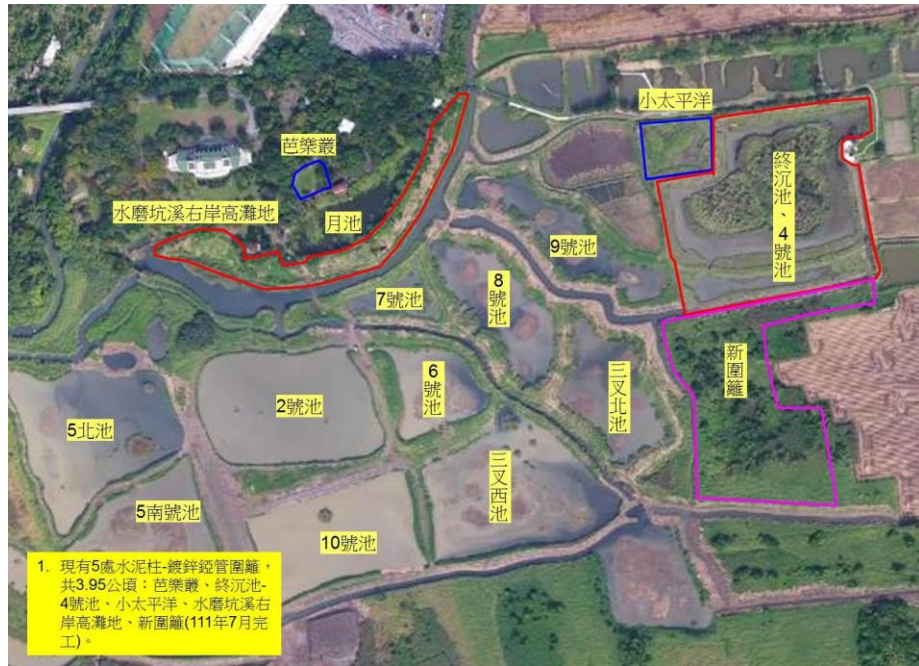 小太平洋
芭樂叢
終沉池、4號池
水磨坑溪右岸高灘地
月池
9號池
8號池
7號池
新圍籬
6號池
三叉北池
2號池
5北池
三叉西池
5南號池
10號池
1. 現有5處水泥柱-鍍鋅錏管圍籬，
共3.95公頃：芭樂叢、終沉池-
4號池、小太平洋、水磨坑溪右
岸高灘地、新圍籬(111年7月完
工)。